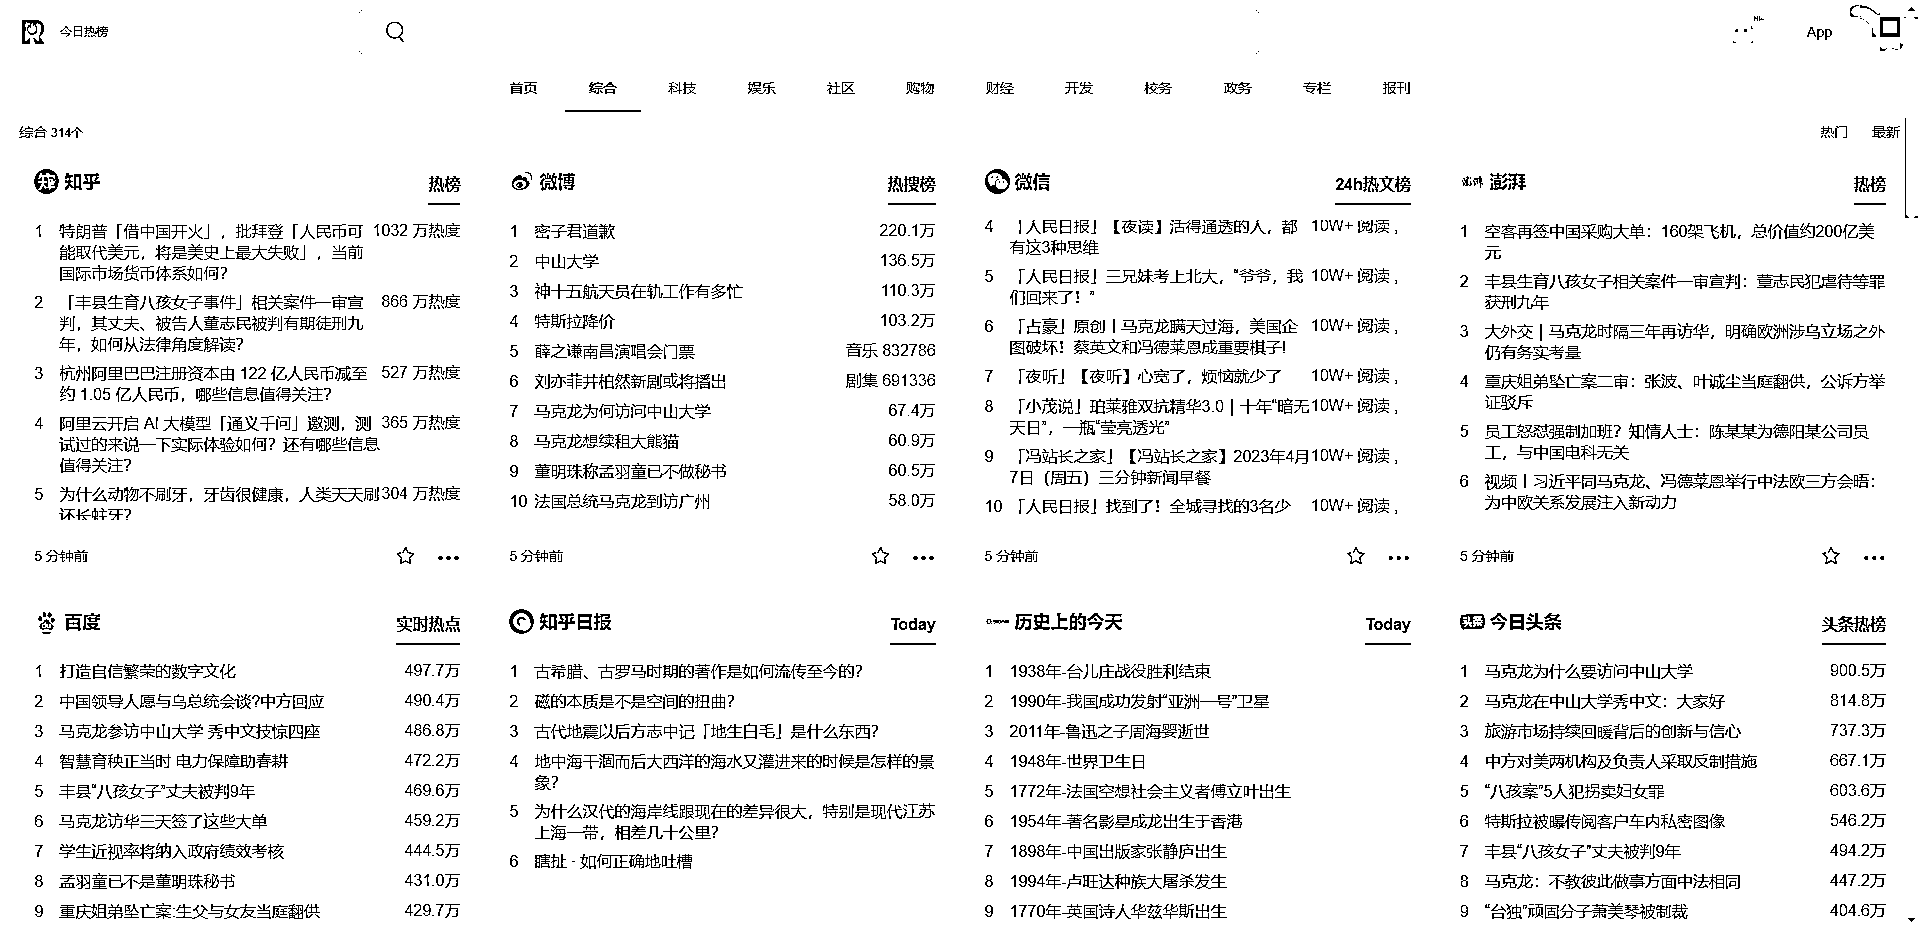 今日热榜
App
首页 综合 科技 娱乐 社区 购物 财经 开发 校务 政务 专栏 报刊
综合 314个
热门 最新
知乎 热榜
1 特朗普「借中国开火」，批拜登「人民币可 1032 万热度
能取代美元，将是美史上最大失败」，当前
国际市场货币体系如何？
2 「丰县生育八孩女子事件」相关案件一审宣 866 万热度
判，其丈夫、被告人董志民被判有期徒刑九
年，如何从法律角度解读？
3 杭州阿里巴巴注册资本由 122 亿人民币减至 527 万热度
约 1.05 亿人民币，哪些信息值得关注？
4 阿里云开启 AI 大模型「通义千问」邀测，测 365 万热度
试过的来说一下实际体验如何？还有哪些信息
值得关注？
5 为什么动物不刷牙，牙齿很健康，人类天天刷 304 万热度
还长蛀牙？
5 分钟前
微博 热搜榜
1 密子君道歉 220.1万
2 中山大学 136.5万
3 神十五航天员在轨工作有多忙 110.3万
4 特斯拉降价 103.2万
5 薛之谦南昌演唱会门票 音乐 832786
6 刘亦菲井柏然新剧或将播出 剧集 691336
7 马克龙为何访问中山大学 67.4万
8 马克龙想续租大熊猫 60.9万
9 董明珠称孟羽童已不做秘书 60.5万
10 法国总统马克龙到访广州 58.0万
5 分钟前
微信 24h热文榜
4 「人民日报」【夜读】活得通透的人，都 10W+ 阅读 ,
有这3种思维
5 「人民日报」三兄妹考上北大，“爷爷，我 10W+ 阅读 ,
们回来了！”
6 「占豪」原创 | 马克龙瞒天过海，美国企 10W+ 阅读 ,
图破坏！蔡英文和冯德莱恩成重要棋子!
7 「夜听」【夜听】心宽了，烦恼就少了 10W+ 阅读 ,
8 「小茂说」珀莱雅双抗精华3.0 | 十年“暗无 10W+ 阅读 ,
天日”，一瓶“莹亮透光”
9 「冯站长之家」【冯站长之家】2023年4月 10W+ 阅读 ,
7日（周五）三分钟新闻早餐
10 「人民日报」找到了！全城寻找的3名少 10W+ 阅读 ,
5 分钟前
澎湃 热榜
1 空客再签中国采购大单：160架飞机，总价值约200亿美
元
2 丰县生育八孩女子相关案件一审宣判：董志民犯虐待等罪
获刑九年
3 大外交 | 马克龙时隔三年再访华，明确欧洲涉乌立场之外
仍有务实考量
4 重庆姐弟坠亡案二审：张波、叶诚尘当庭翻供，公诉方举
证驳斥
5 员工怒怼强制加班？知情人士：陈某某为德阳某公司员
工，与中国电科无关
6 视频丨习近平同马克龙、冯德莱恩举行中法欧三方会晤：
为中欧关系发展注入新动力
5 分钟前
百度 实时热点
1 打造自信繁荣的数字文化 497.7万
2 中国领导人愿与乌总统会谈?中方回应 490.4万
3 马克龙参访中山大学 秀中文技惊四座 486.8万
4 智慧育秧正当时 电力保障助春耕 472.2万
5 丰县“八孩女子”丈夫被判9年 469.6万
6 马克龙访华三天签了这些大单 459.2万
7 学生近视率将纳入政府绩效考核 444.5万
8 孟羽童已不是董明珠秘书 431.0万
9 重庆姐弟坠亡案:生父与女友当庭翻供 429.7万
知乎日报 Today
1 古希腊、古罗马时期的著作是如何流传至今的？
2 磁的本质是不是空间的扭曲？
3 古代地震以后方志中记「地生白毛」是什么东西？
4 地中海干涸而后大西洋的海水又灌进来的时候是怎样的景
象？
5 为什么汉代的海岸线跟现在的差异很大，特别是现代江苏
上海一带，相差几十公里？
6 瞎扯 · 如何正确地吐槽
历史上的今天 Today
1 1938年-台儿庄战役胜利结束
2 1990年-我国成功发射“亚洲一号”卫星
3 2011年-鲁迅之子周海婴逝世
4 1948年-世界卫生日
5 1772年-法国空想社会主义者傅立叶出生
6 1954年-著名影星成龙出生于香港
7 1898年-中国出版家张静庐出生
8 1994年-卢旺达种族大屠杀发生
9 1770年-英国诗人华兹华斯出生
头条 今日头条 头条热榜
1 马克龙为什么要访问中山大学 900.5万
2 马克龙在中山大学秀中文：大家好 814.8万
3 旅游市场持续回暖背后的创新与信心 737.3万
4 中方对美两机构及负责人采取反制措施 667.1万
5 “八孩案”5人犯拐卖妇女罪 603.6万
6 特斯拉被曝传阅客户车内私密图像 546.2万
7 丰县“八孩女子”丈夫被判9年 494.2万
8 马克龙：不教彼此做事方面中法相同 447.2万
9 “台独”顽固分子萧美琴被制裁 404.6万